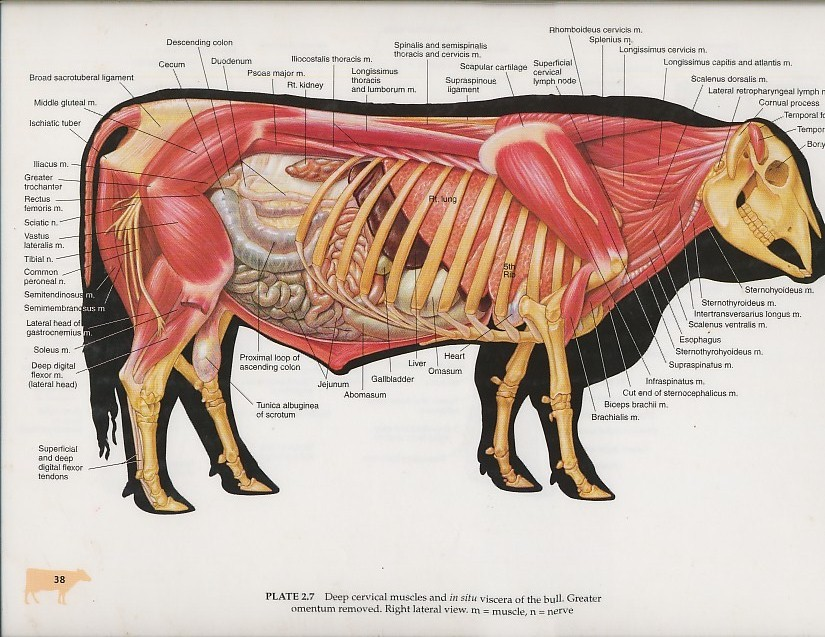 Descending colon
Cecum
Duodenum
Psoas major m.
Rt. kidney
Iliocostalis thoracis m.
Longissimus
thoracis
and lumborum m.
Spinalis and semispinalis
thoracis and cervicis m.
Supraspinous
ligament
Scapular cartilage
Superficial
cervical
lymph node
Rhomboideus cervicis m.
Splenius m.
Longissimus cervicis m.
Longissimus capitis and atlantis m.
Scalenus dorsalis m.
Lateral retropharyngeal lymph
Cornual process
Broad sacrotuberal ligament
Middle gluteal m.
Ischiatic tuber
Iliacus m.
Greater
trochanter
Rectus
femoris m.
Sciatic n.
Vastus
lateralis m.
Tibial n.
Common
peroneal n.
Semitendinosus m.
Semimembranosus m
Lateral head of
gastrocnemius m.
Soleus m.
Deep digital
flexor m.
(lateral head)
Superficial
and deep
digital flexor
tendons
Rt. lung
5th
Rib
Proximal loop of
ascending colon
Tunica albuginea
of scrotum
Jejunum
Abomasum
Gallbladder
Liver
Omasum
Heart
Sternohyoideus m.
Sternothyroideus m.
Intertransversarius longus m.
Scalenus ventralis m.
Esophagus
Sternothyrohyoideus m.
Supraspinatus m.
Infraspinatus m.
Cut end of sternocephalicus m.
Biceps brachii m.
Brachialis m.
38
PLATE 2.7 Deep cervical muscles and in situ viscera of the bull. Greater
omentum removed. Right lateral view. m = muscle, n = nerve